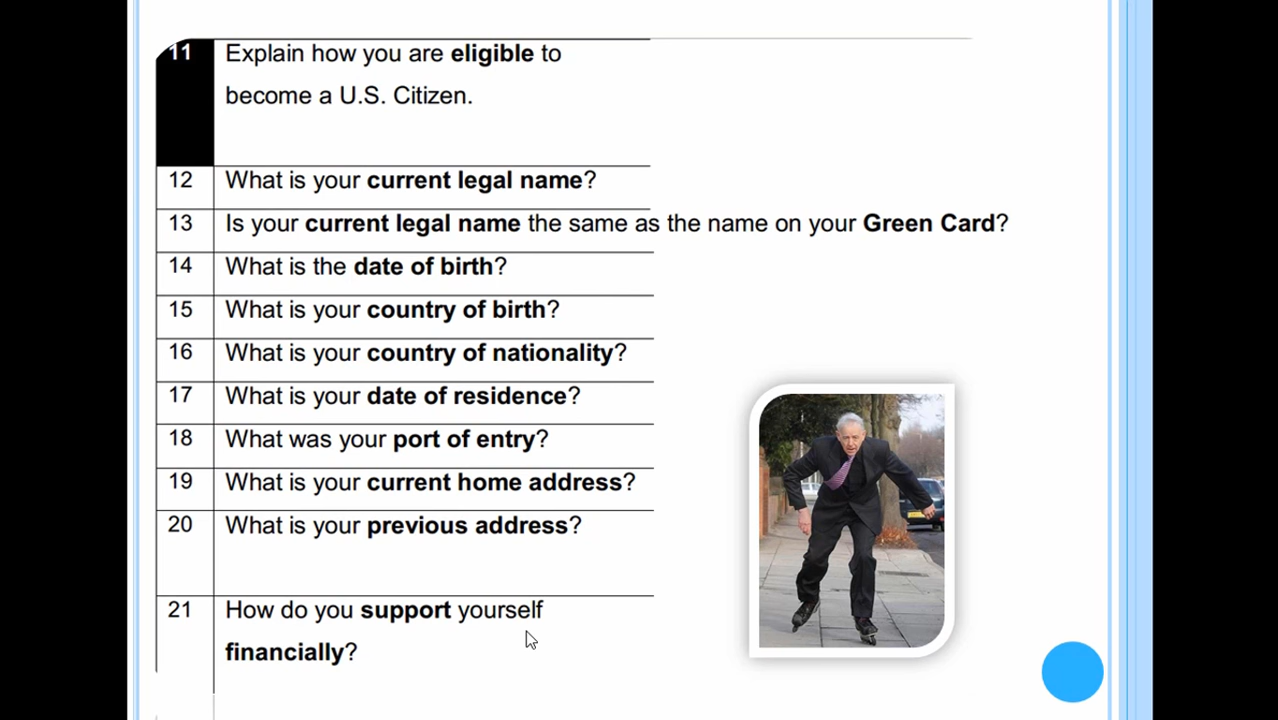 11 Explain how you are eligible to
become a U.S. Citizen.
12 What is your current legal name?
13 Is your current legal name the same as the name on your Green Card?
14 What is the date of birth?
15 What is your country of birth?
16 What is your country of nationality?
17 What is your date of residence?
18 What was your port of entry?
19 What is your current home address?
20 What is your previous address?
21 How do you support yourself
financially?